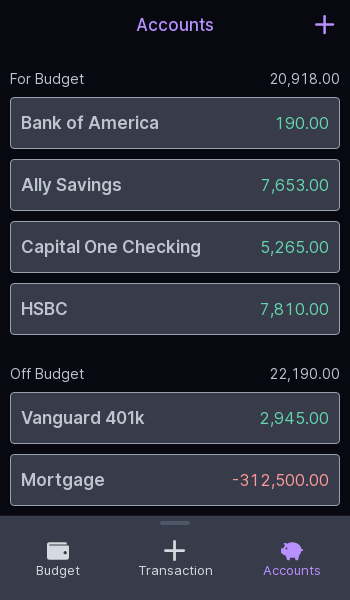 Accounts
For Budget 20,918.00
Bank of America 190.00
Ally Savings 7,653.00
Capital One Checking 5,265.00
HSBC 7,810.00
Off Budget 22,190.00
Vanguard 401k 2,945.00
Mortgage -312,500.00
Budget Transaction Accounts